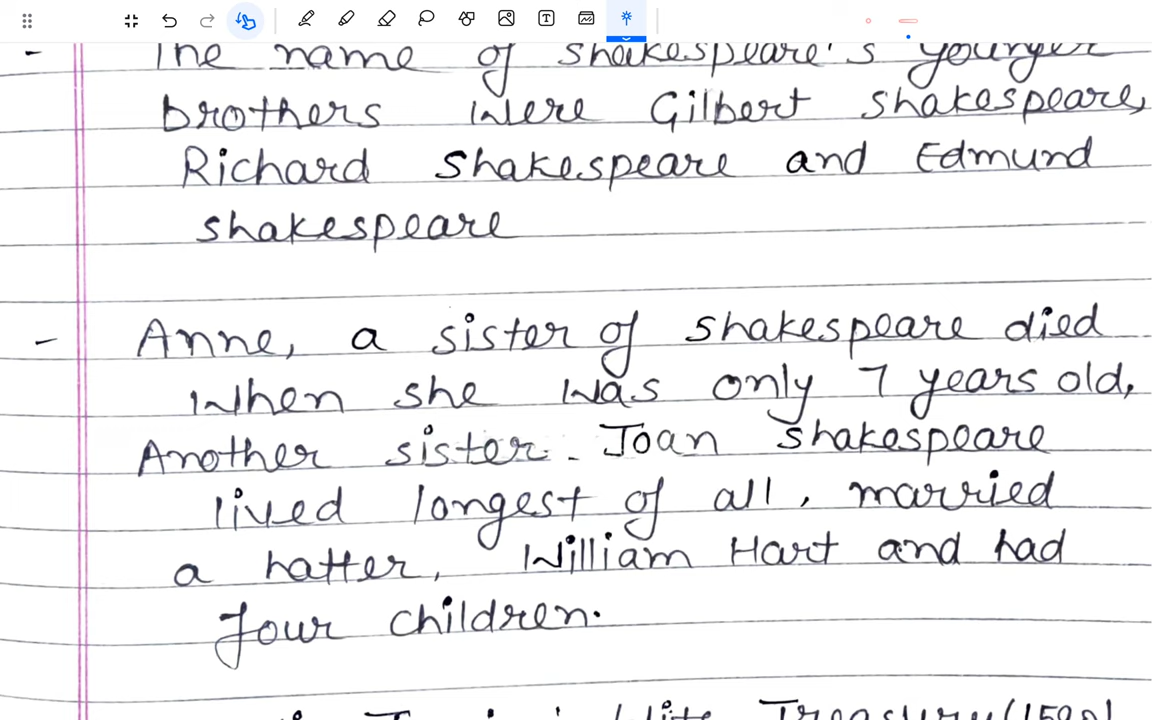 - The name of Shakespeare's younger
brothers were Gilbert Shakespeare,
Richard Shakespeare and Edmund
Shakespeare
- Anne, a sister of Shakespeare died
when she was only 7 years old,
Another sister. Joan Shakespeare
lived longest of all, married
a hatter, William Hart and had
four children.
Treasury (1598)